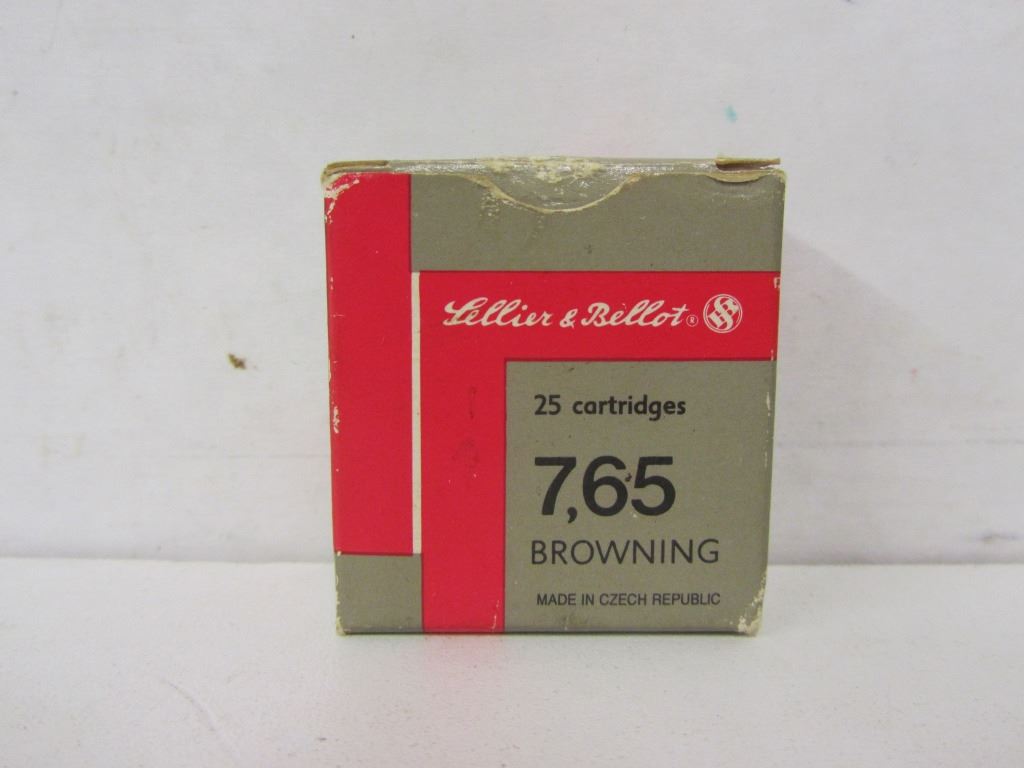 Sellier & Bellot®
25 cartridges
7,65
BROWNING
MADE IN CZECH REPUBLIC